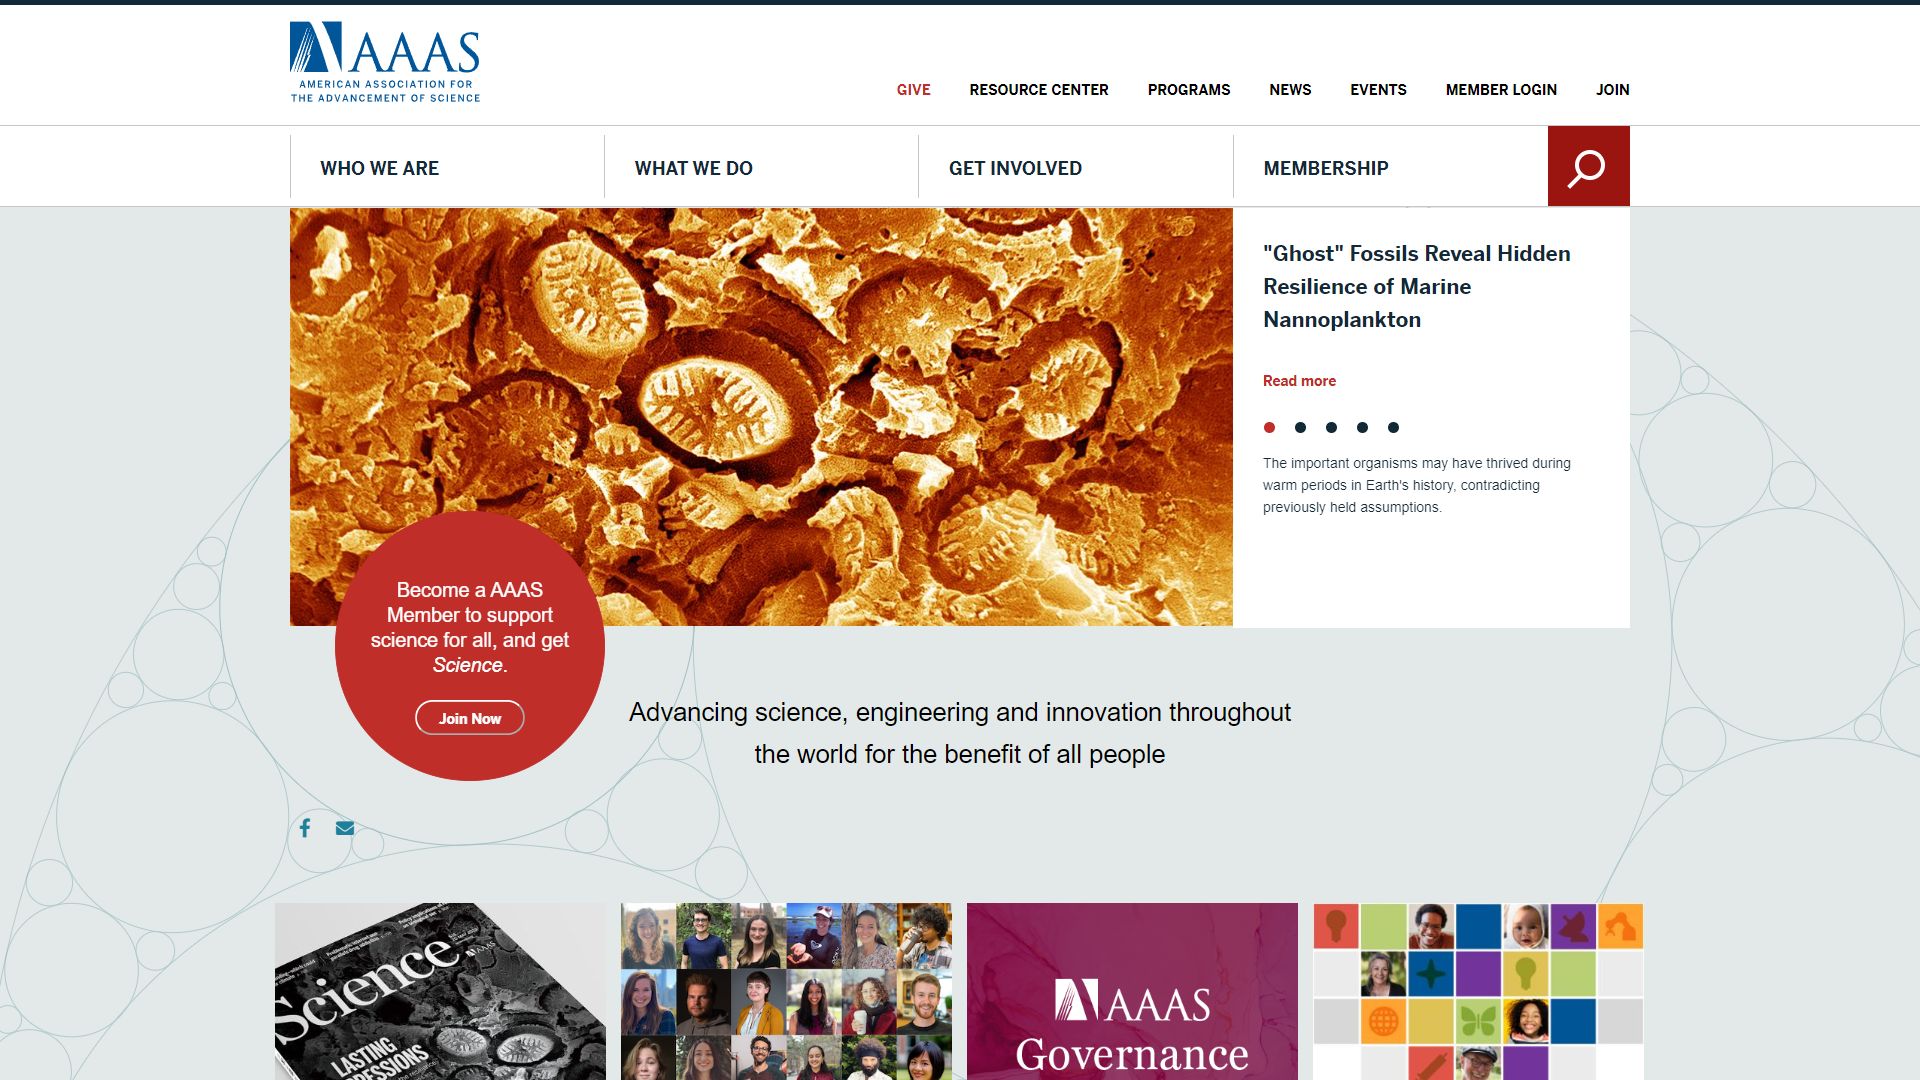 AAAS
AMERICAN ASSOCIATION FOR
THE ADVANCEMENT OF SCIENCE
GIVE RESOURCE CENTER PROGRAMS NEWS EVENTS MEMBER LOGIN JOIN
WHO WE ARE WHAT WE DO GET INVOLVED MEMBERSHIP
"Ghost" Fossils Reveal Hidden
Resilience of Marine
Nannoplankton
Read more
The important organisms may have thrived during
warm periods in Earth's history, contradicting
previously held assumptions.
Become a AAAS
Member to support
science for all, and get
Science.
Join Now
Advancing science, engineering and innovation throughout
the world for the benefit of all people
Science
AAAS
LASTING
AAAS
Governance